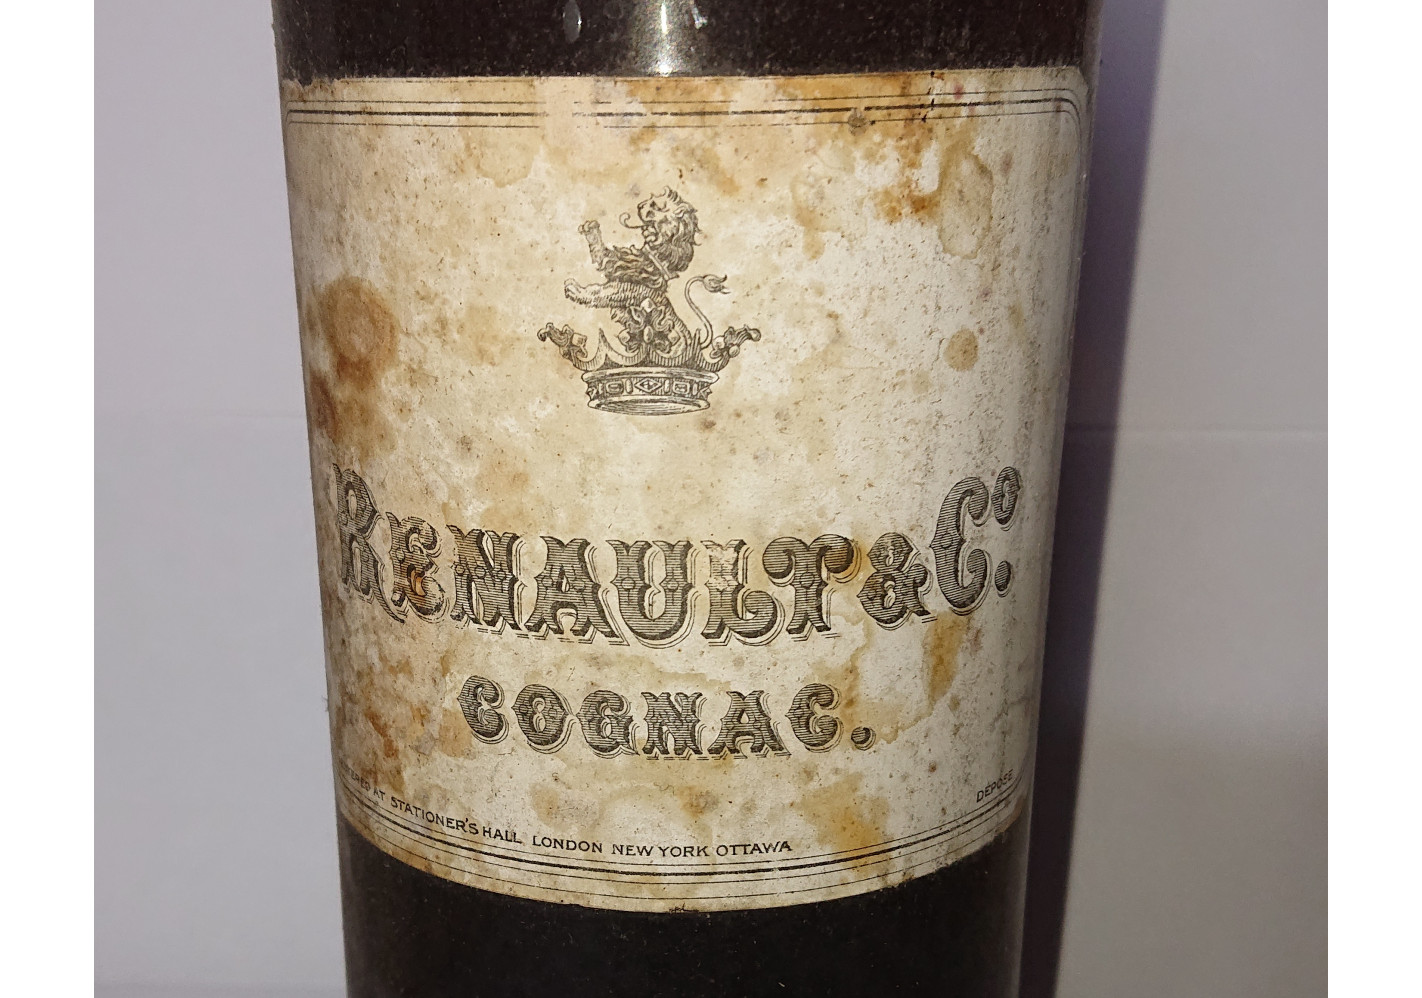 RENAULT & Cº.
COGNAC.
AT STATIONER'S HALL LONDON NEW YORK OTTAWA
DÉPOSÉ